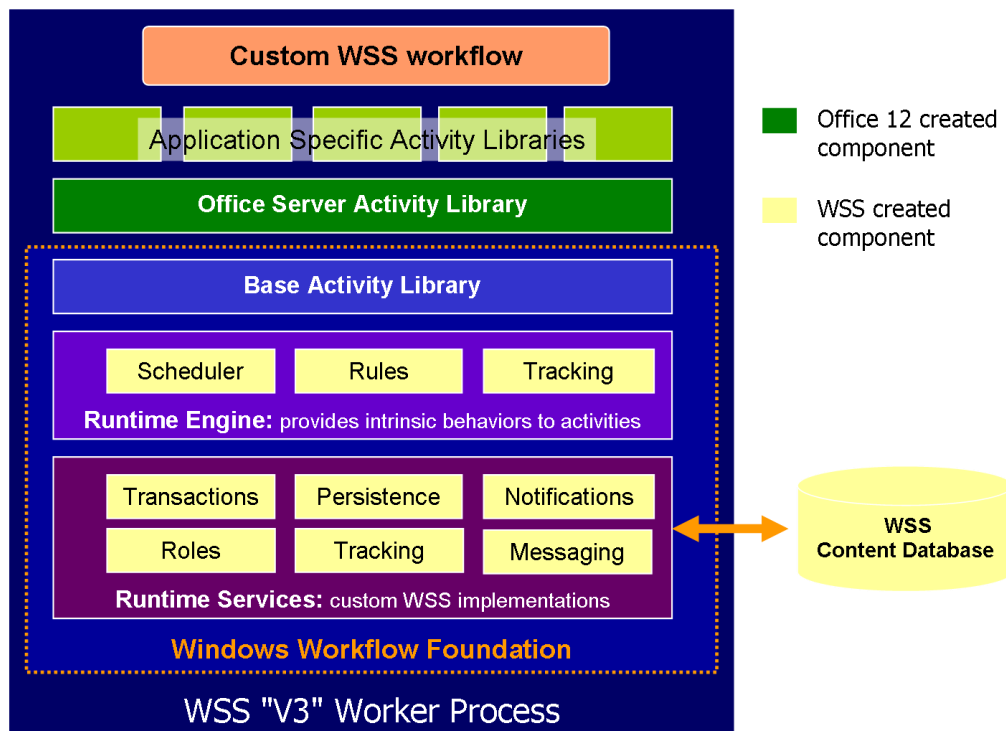 Custom WSS workflow
Application Specific Activity Libraries
Office Server Activity Library
Base Activity Library
Scheduler
Rules
Tracking
Runtime Engine: provides intrinsic behaviors to activities
Transactions
Persistence
Notifications
Roles
Tracking
Messaging
Runtime Services: custom WSS implementations
Windows Workflow Foundation
WSS "V3" Worker Process
Office 12 created
component
WSS created
component
WSS
Content Database